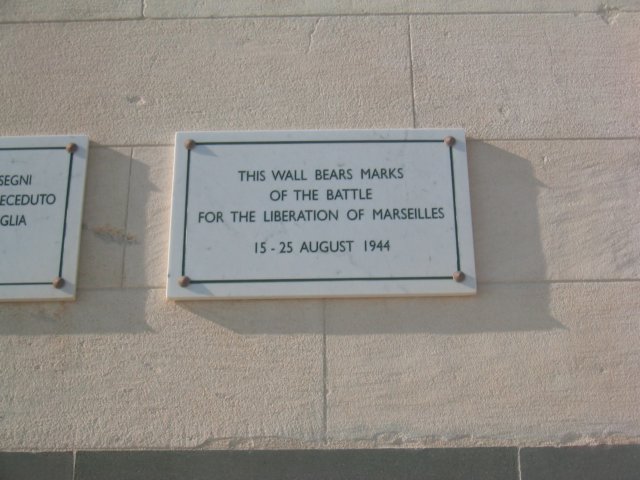 SEGNI
ECEDUTO
GLIA
THIS WALL BEARS MARKS
OF THE BATTLE
FOR THE LIBERATION OF MARSEILLES
15-25 AUGUST 1944